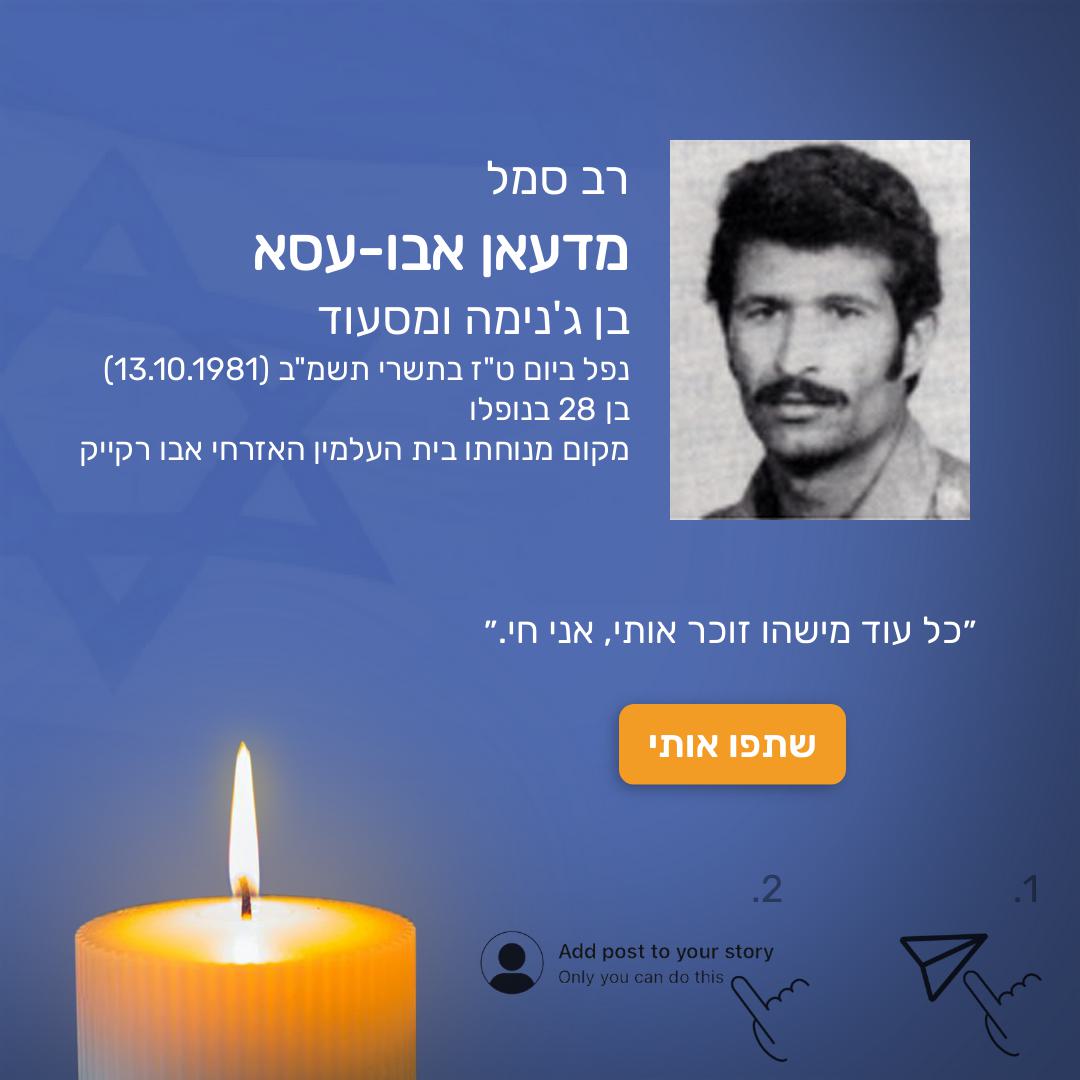 רב סמל
מדעאן אבו-עסא
בן ג'נימה ומסעוד
נפל ביום ט"ז בתשרי תשמ"ב (13.10.1981)
בן 28 בנופלו
מקום מנוחתו בית העלמין האזרחי אבו רקייק
״כל עוד מישהו זוכר אותי, אני חי.״
שתפו אותי
1.
2.
Add post to your story
Only you can do this